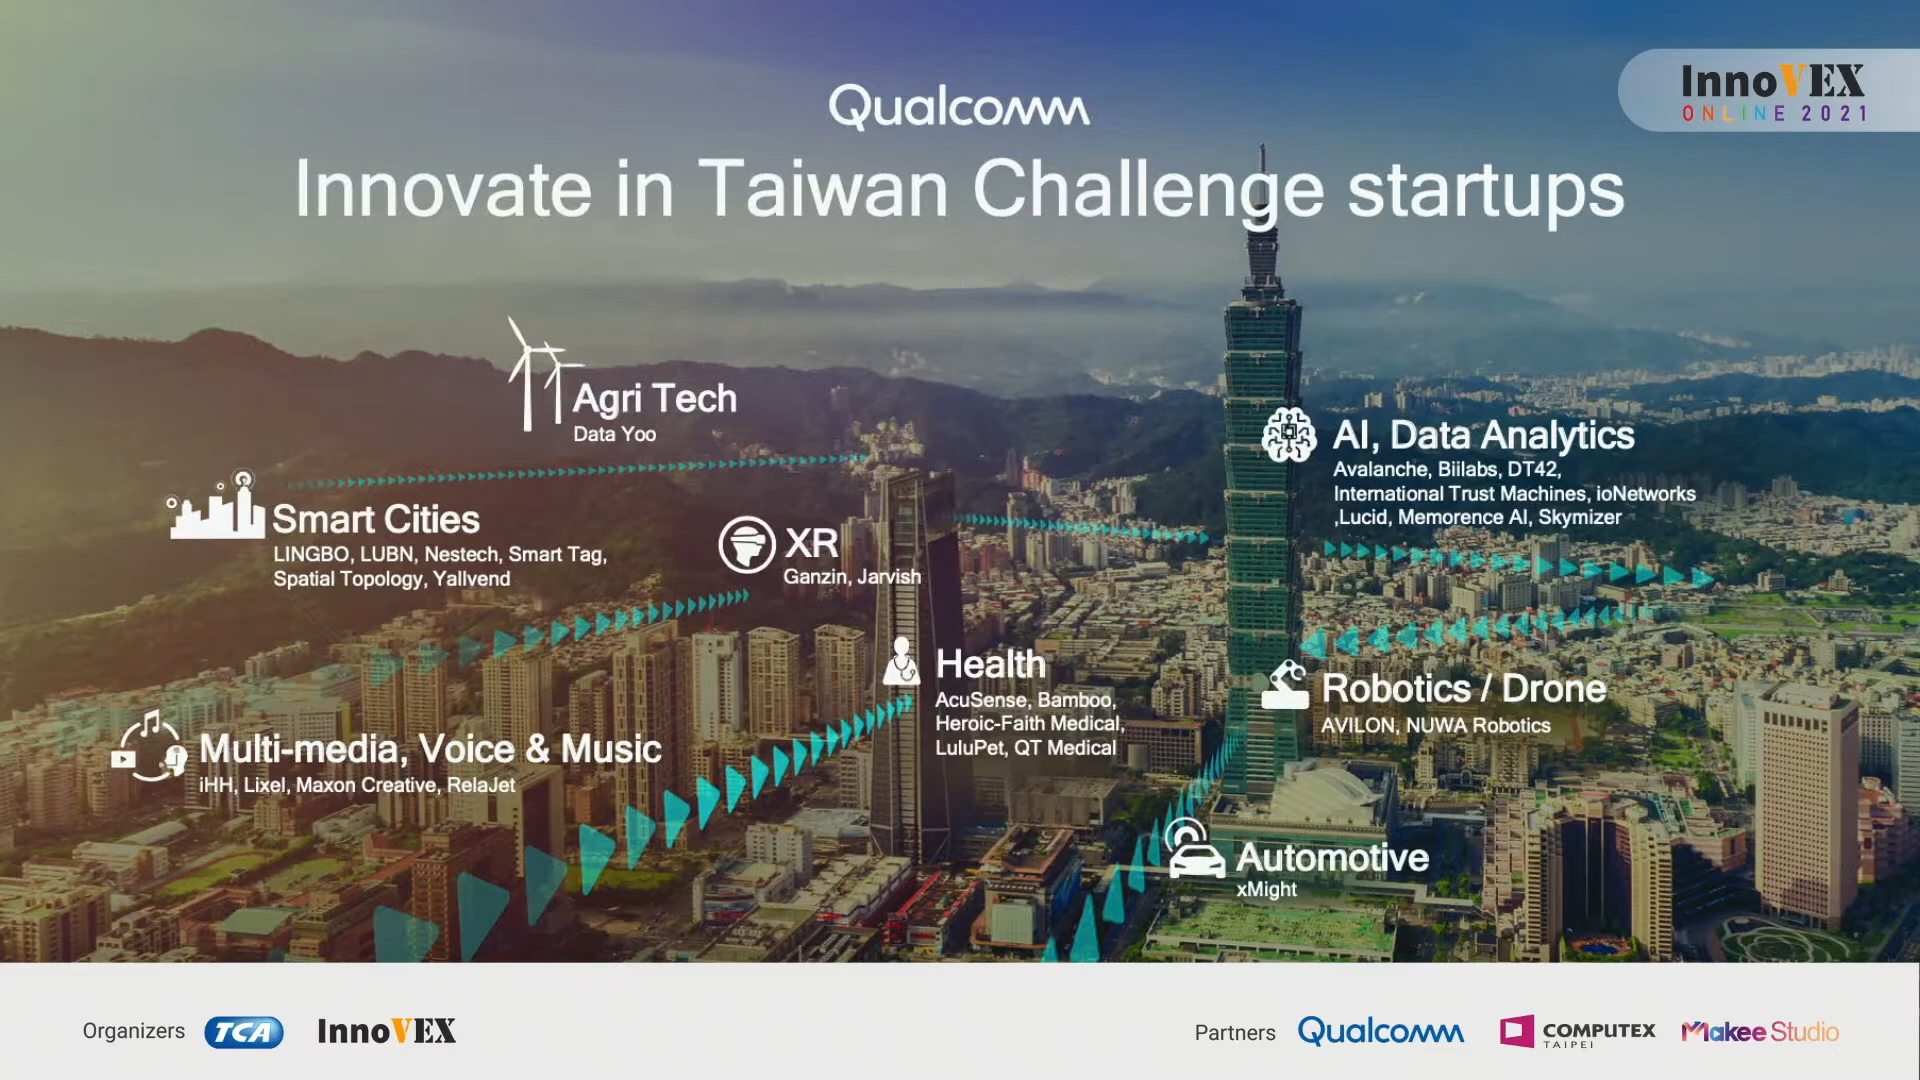 InnoVEX
ONLINE 2021
Qualcomm
Innovate in Taiwan Challenge startups
Agri Tech
Data Yoo
Smart Cities
LINGBO, LUBN, Nestech, Smart Tag,
Spatial Topology, Yallvend
XR
Ganzin, Jarvish
AI, Data Analytics
Avalanche, Biilabs, DT42,
International Trust Machines, ioNetworks
,Lucid, Memorence AI, Skymizer
Health
AcuSense, Bamboo,
Heroic-Faith Medical,
LuluPet, QT Medical
Robotics / Drone
AVILON, NUWA Robotics
Multi-media, Voice & Music
iHH, Lixel, Maxon Creative, RelaJet
Automotive
xMight
Organizers TCA InnoVEX
Partners Qualcomm COMPUTEX TAIPEI Makee Studio